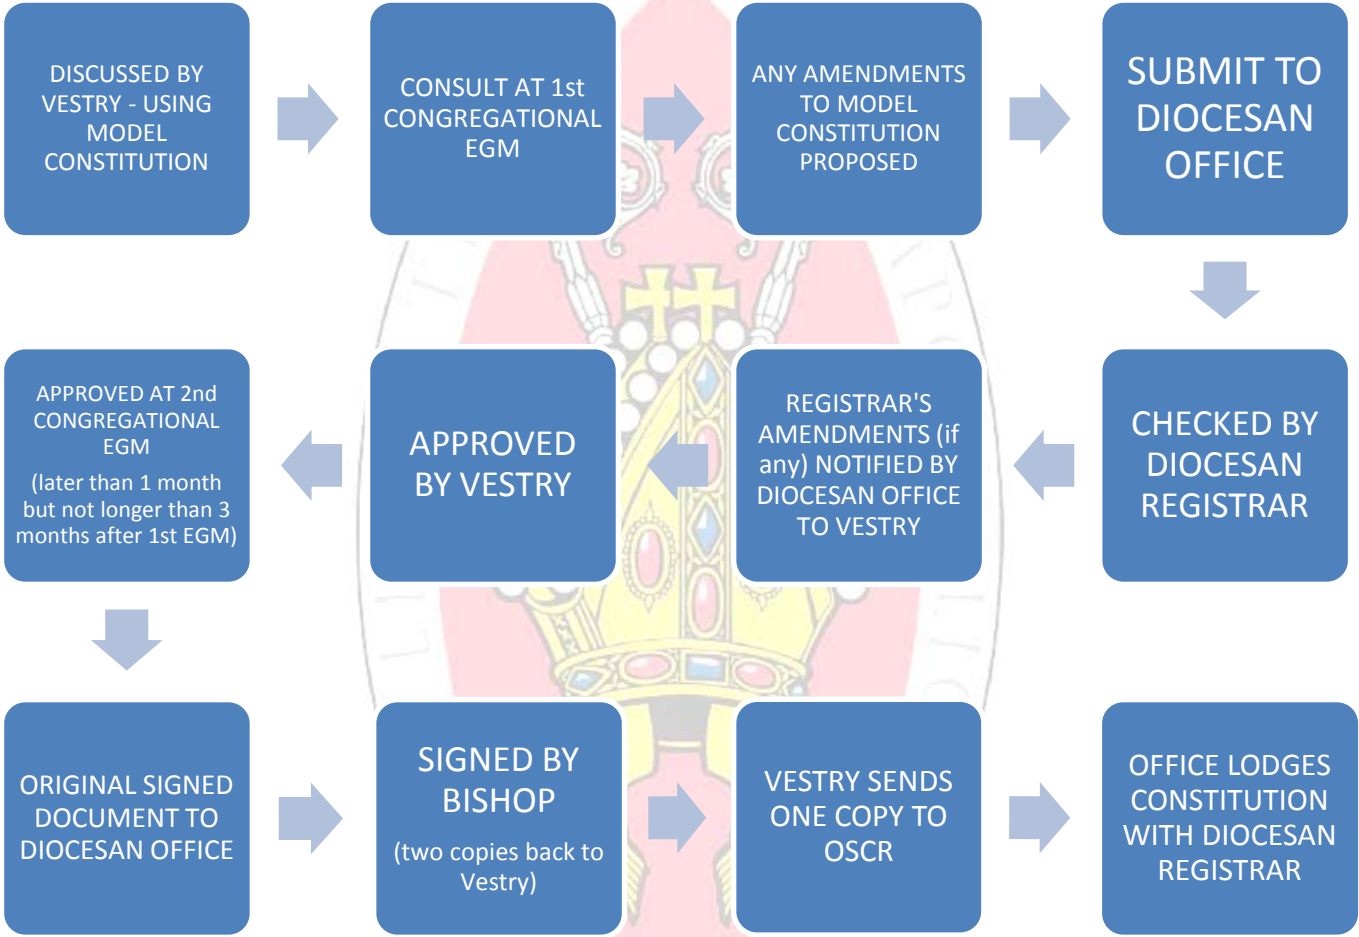 DISCUSSED BY
VESTRY - USING
MODEL
CONSTITUTION
CONSULT AT 1st
CONGREGATIONAL
EGM
ANY AMENDMENTS
TO MODEL
CONSTITUTION
PROPOSED
SUBMIT TO
DIOCESAN
OFFICE
CHECKED BY
DIOCESAN
REGISTRAR
REGISTRAR'S
AMENDMENTS (if
any) NOTIFIED BY
DIOCESAN OFFICE
TO VESTRY
APPROVED
BY VESTRY
APPROVED AT 2nd
CONGREGATIONAL
EGM
(later than 1 month
but not longer than 3
months after 1st EGM)
ORIGINAL SIGNED
DOCUMENT TO
DIOCESAN OFFICE
SIGNED BY
BISHOP
(two copies back to
Vestry)
VESTRY SENDS
ONE COPY TO
OSCR
OFFICE LODGES
CONSTITUTION
WITH DIOCESAN
REGISTRAR